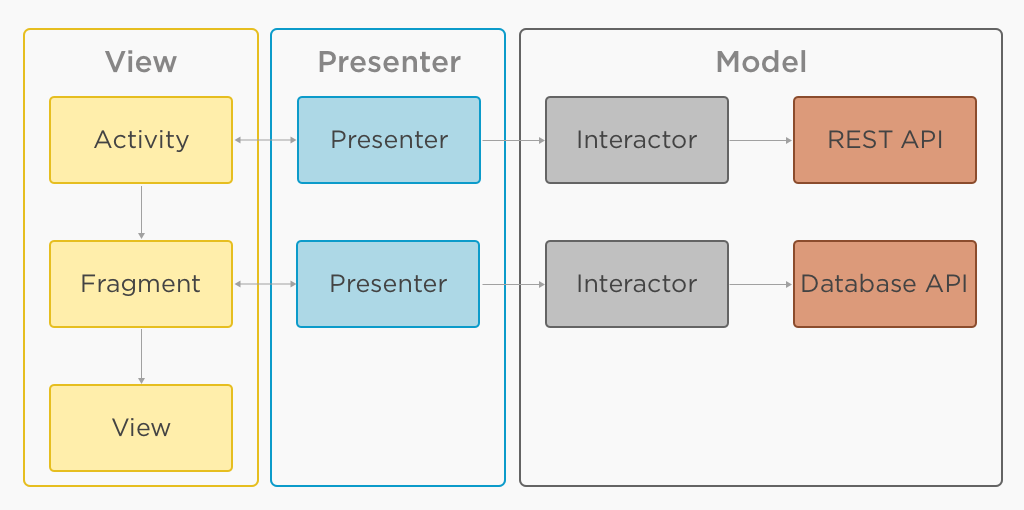 View
Presenter
Model
Activity
Presenter
Interactor
REST API
Fragment
Presenter
Interactor
Database API
View